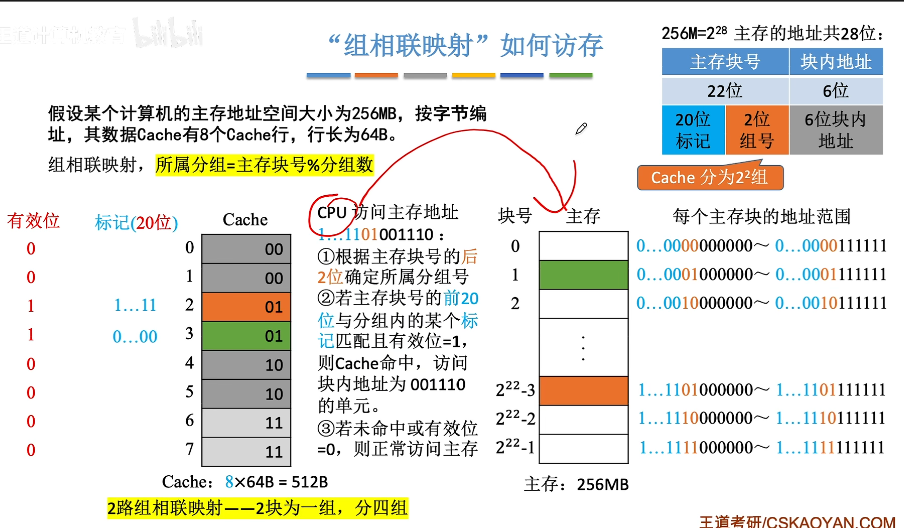 “组相联映射”如何访存
256M=2²⁸ 主存的地址共28位：
主存块号 块内地址
22位 6位
20位标记 2位组号 6位块内地址
Cache 分为2²组
假设某个计算机的主存地址空间大小为256MB，按字节编
址，其数据Cache有8个Cache行，行长为64B。
组相联映射，所属分组=主存块号%分组数
有效位 标记(20位) Cache
0 0 00
0 1 00
1 1…11 2 01
1 0…00 3 01
0 4 10
0 5 10
0 6 11
0 7 11
Cache：8×64B = 512B
2路组相联映射——2块为一组，分四组
CPU 访问主存地址
1…1101001110：
①根据主存块号的后
2位确定所属分组号
②若主存块号的前20
位与分组内的某个标
记匹配且有效位=1，
则Cache命中，访问
块内地址为 001110
的单元。
③若未命中或有效位
=0，则正常访问主存
块号 主存 每个主存块的地址范围
0 0…0000000000～ 0…0000111111
1 0…0001000000～ 0…0001111111
2 0…0010000000～ 0…0010111111
⋮
2²²-3 1…1101000000～ 1…1101111111
2²²-2 1…1110000000～ 1…1110111111
2²²-1 1…1111000000～ 1…1111111111
主存：256MB
王道考研/CSKAOYAN.COM